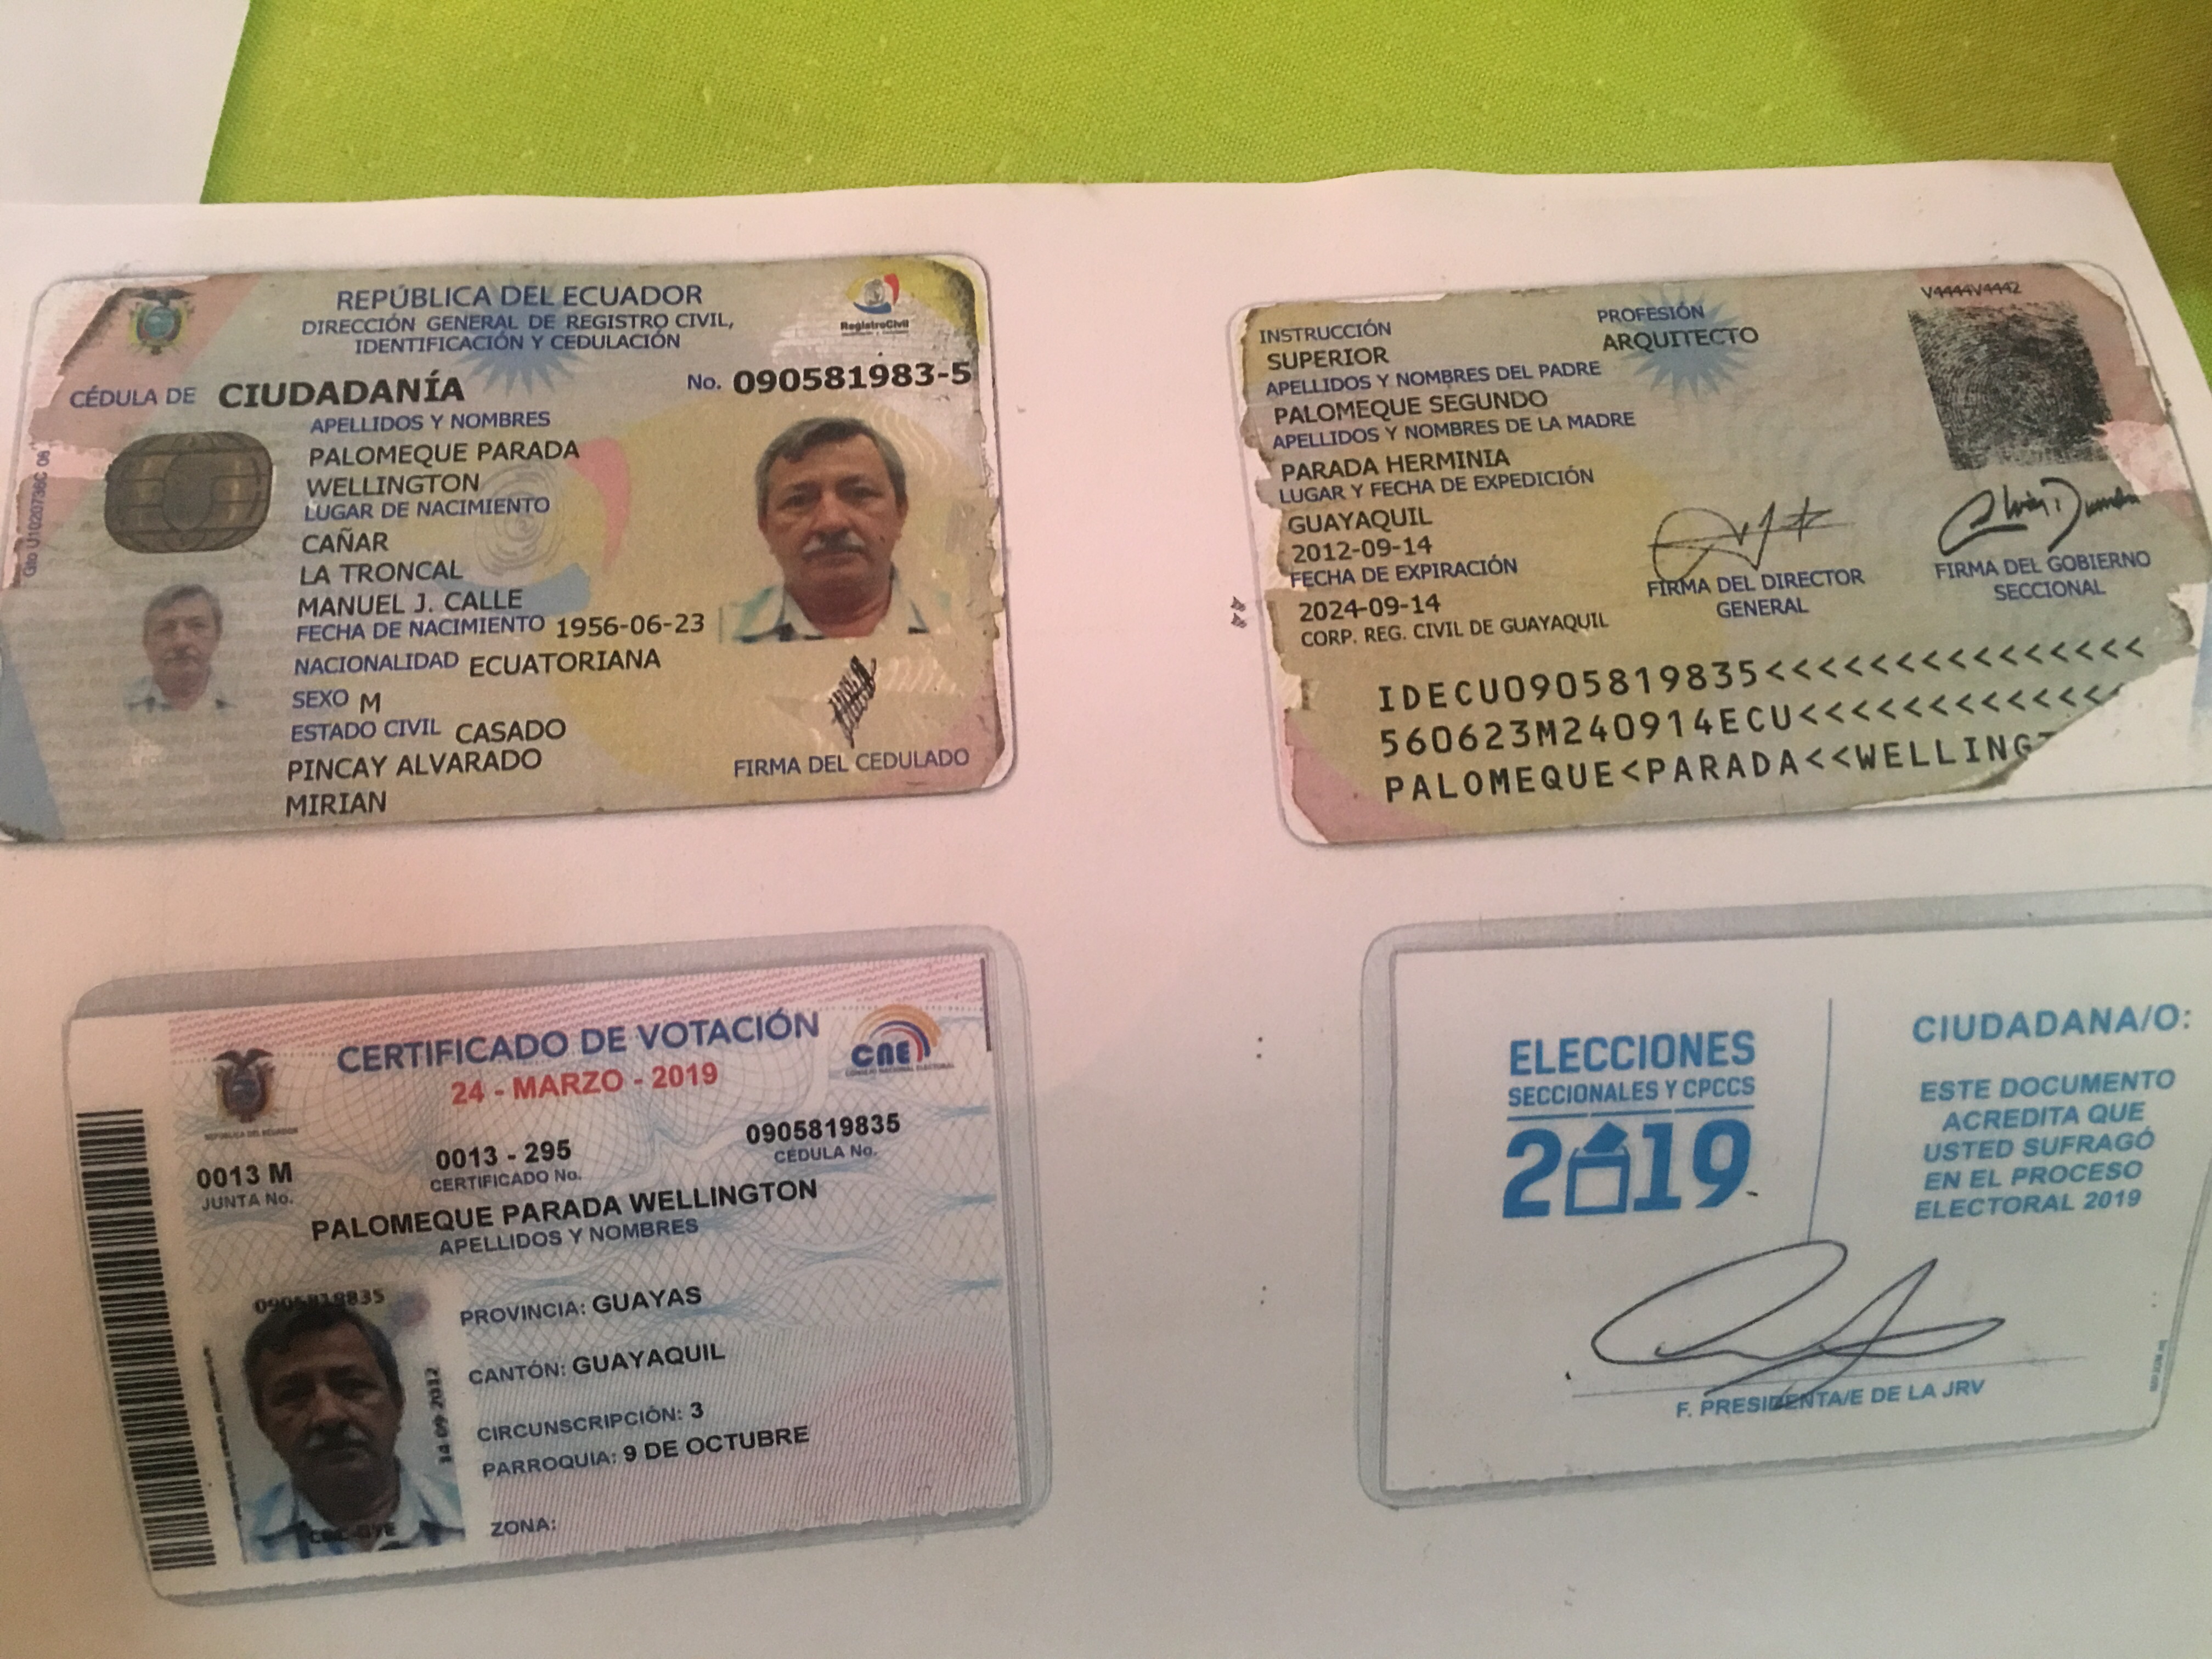 REPÚBLICA DEL ECUADOR
DIRECCIÓN GENERAL DE REGISTRO CIVIL,
IDENTIFICACIÓN Y CEDULACIÓN
RegistroCivil
CÉDULA DE CIUDADANÍA No. 090581983-5
APELLIDOS Y NOMBRES
PALOMEQUE PARADA
WELLINGTON
LUGAR DE NACIMIENTO
CAÑAR
LA TRONCAL
MANUEL J. CALLE
FECHA DE NACIMIENTO 1956-06-23
NACIONALIDAD ECUATORIANA
SEXO M
ESTADO CIVIL CASADO
PINCAY ALVARADO
MIRIAN
FIRMA DEL CEDULADO
INSTRUCCIÓN
SUPERIOR
PROFESIÓN
ARQUITECTO
V4444V4442
APELLIDOS Y NOMBRES DEL PADRE
PALOMEQUE SEGUNDO
APELLIDOS Y NOMBRES DE LA MADRE
PARADA HERMINIA
LUGAR Y FECHA DE EXPEDICIÓN
GUAYAQUIL
2012-09-14
FECHA DE EXPIRACIÓN
2024-09-14
CORP. REG. CIVIL DE GUAYAQUIL
FIRMA DEL DIRECTOR
GENERAL
FIRMA DEL GOBIERNO
SECCIONAL
IDECU0905819835<<<<<<<<<<<<<<<
560623M240914ECU<<<<<<<<<<<<
PALOMEQUE<PARADA<<WELLING
CERTIFICADO DE VOTACIÓN
24 - MARZO - 2019
CNE
0013 M
JUNTA No.
0013 - 295
CERTIFICADO No.
0905819835
CÉDULA No.
PALOMEQUE PARADA WELLINGTON
APELLIDOS Y NOMBRES
0905819835
14-09-2012
PROVINCIA: GUAYAS
CANTÓN: GUAYAQUIL
CIRCUNSCRIPCIÓN: 3
PARROQUIA: 9 DE OCTUBRE
ZONA:
ELECCIONES
SECCIONALES Y CPCCS
2019
CIUDADANA/O:
ESTE DOCUMENTO
ACREDITA QUE
USTED SUFRAGÓ
EN EL PROCESO
ELECTORAL 2019
F. PRESIDENTA/E DE LA JRV